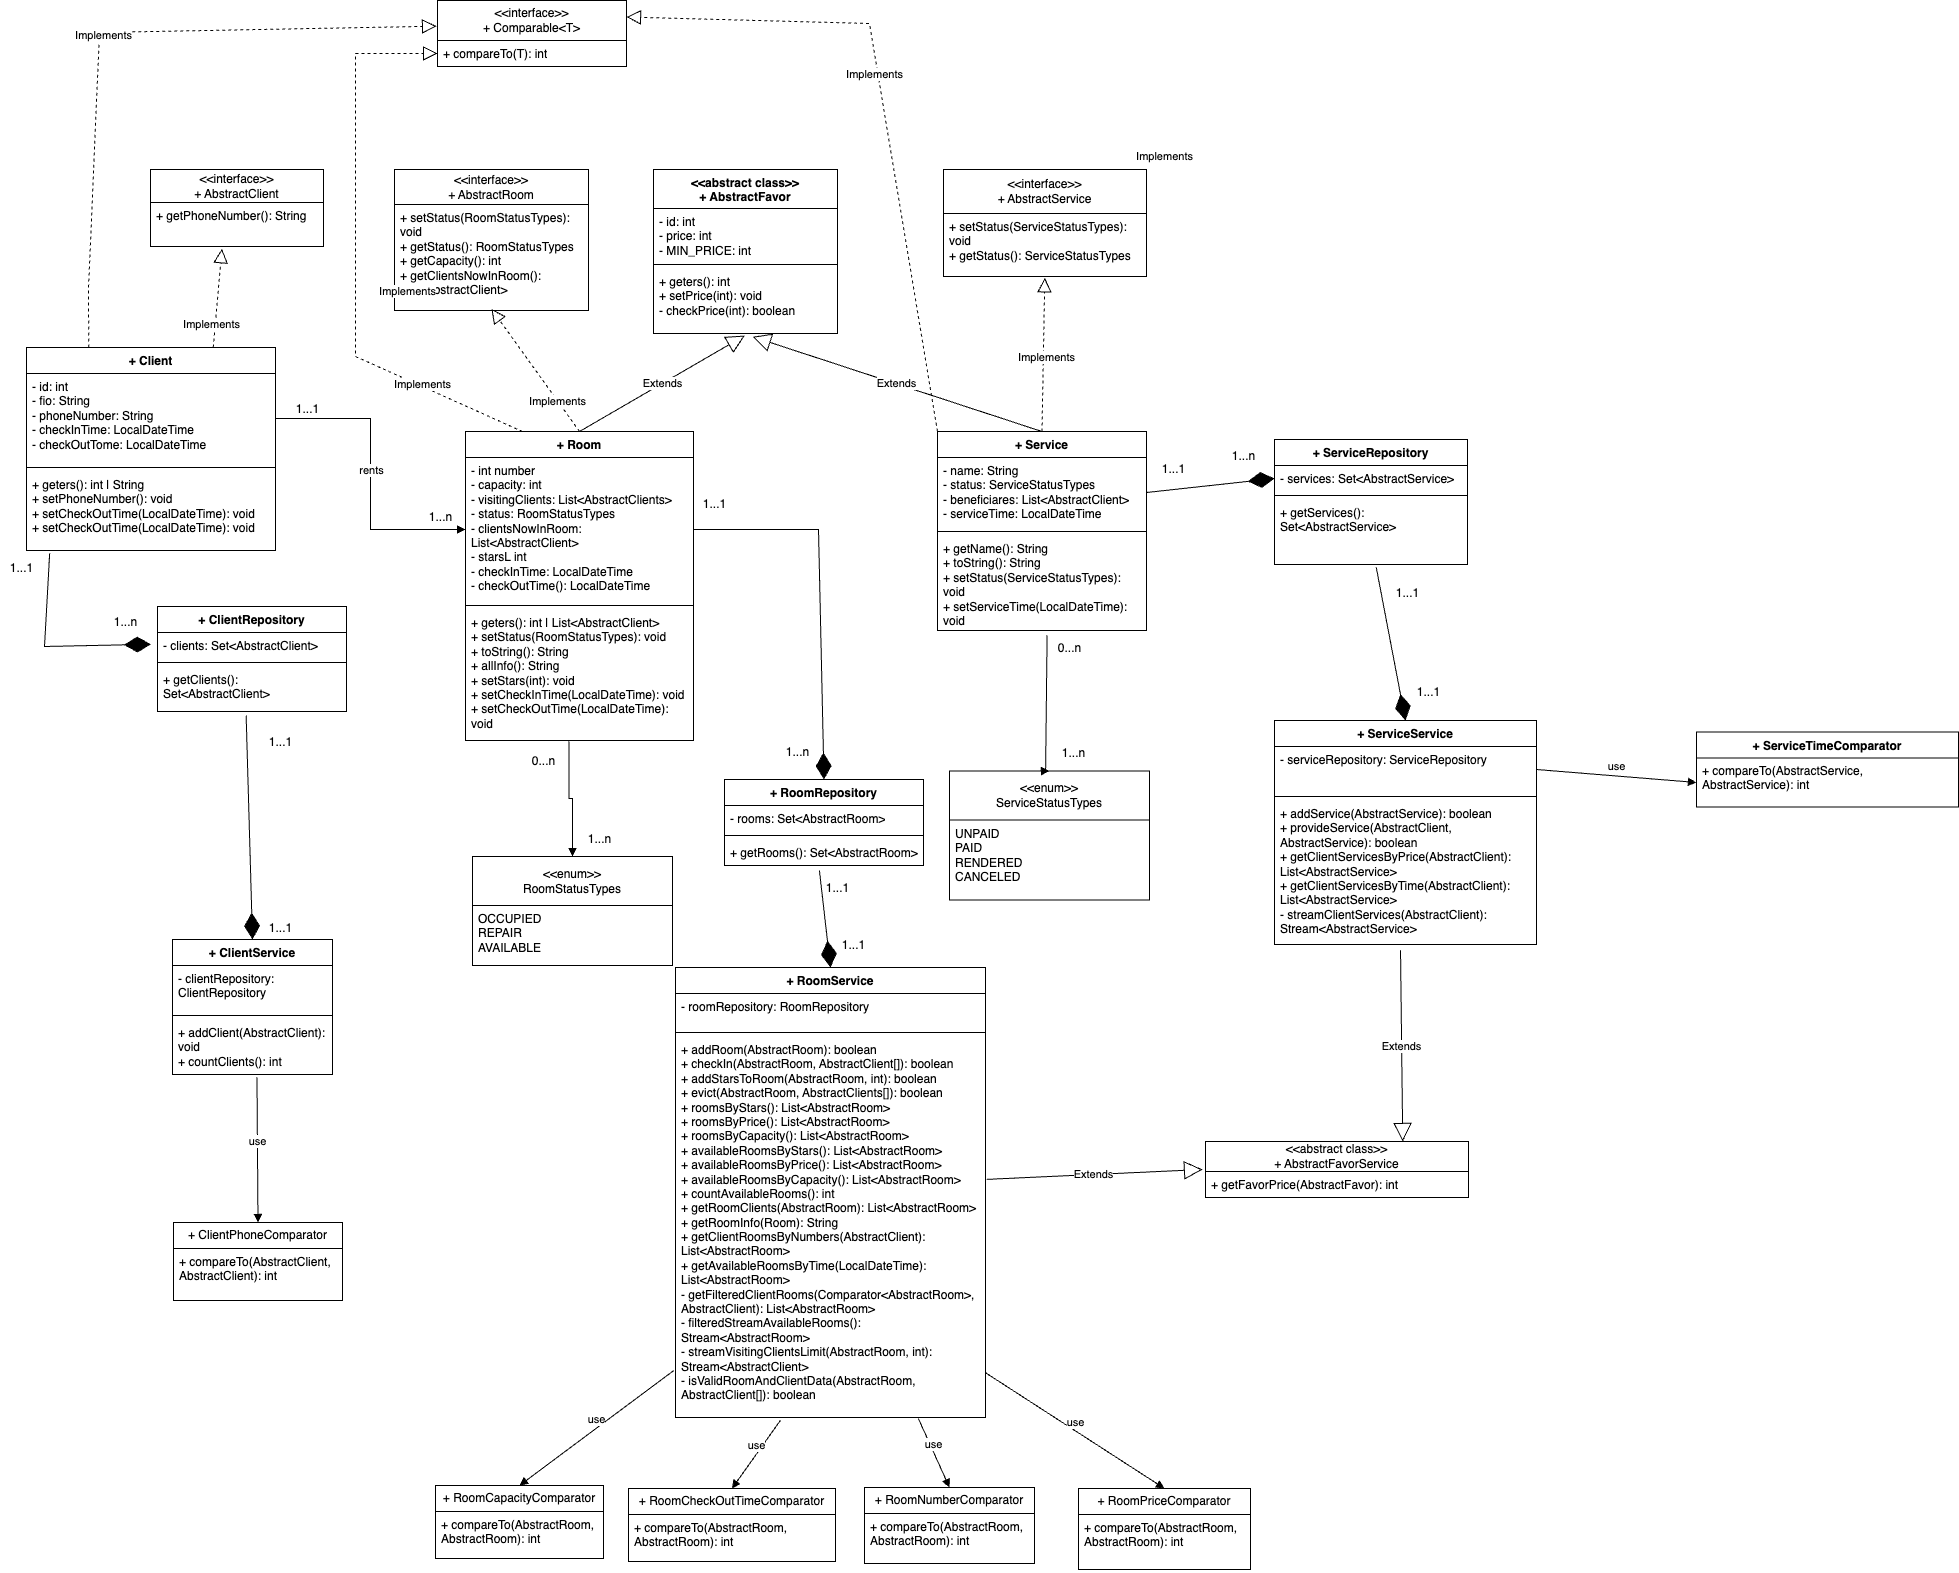 <<interface>>
+ Comparable<T>
+ compareTo(T): int
Implements
Implements
Implements
<<interface>>
+ AbstractClient
+ getPhoneNumber(): String
<<interface>>
+ AbstractRoom
+ setStatus(RoomStatusTypes):
void
+ getStatus(): RoomStatusTypes
+ getCapacity(): int
+ getClientsNowInRoom():
Implements
bstractClient>
<<abstract class>>
+ AbstractFavor
- id: int
- price: int
- MIN_PRICE: int
+ geters(): int
+ setPrice(int): void
- checkPrice(int): boolean
<<interface>>
+ AbstractService
+ setStatus(ServiceStatusTypes):
void
+ getStatus(): ServiceStatusTypes
Implements
Implements
Implements
Implements
Extends
Extends
Implements
+ Client
- id: int
- fio: String
- phoneNumber: String
- checkInTime: LocalDateTime
- checkOutTome: LocalDateTime
+ geters(): int | String
+ setPhoneNumber(): void
+ setCheckOutTime(LocalDateTime): void
+ setCheckOutTime(LocalDateTime): void
1...1
rents
1...n
+ Room
- int number
- capacity: int
- visitingClients: List<AbstractClients>
- status: RoomStatusTypes
- clientsNowInRoom:
List<AbstractClient>
- starsL int
- checkInTime: LocalDateTime
- checkOutTime(): LocalDateTime
+ geters(): int | List<AbstractClient>
+ setStatus(RoomStatusTypes): void
+ toString(): String
+ allInfo(): String
+ setStars(int): void
+ setCheckInTime(LocalDateTime): void
+ setCheckOutTime(LocalDateTime):
void
1...1
+ Service
- name: String
- status: ServiceStatusTypes
- beneficiares: List<AbstractClient>
- serviceTime: LocalDateTime
+ getName(): String
+ toString(): String
+ setStatus(ServiceStatusTypes):
void
+ setServiceTime(LocalDateTime):
void
1...1
1...n
+ ServiceRepository
- services: Set<AbstractService>
+ getServices():
Set<AbstractService>
1...1
1...1
1...1
1...n
+ ClientRepository
- clients: Set<AbstractClient>
+ getClients():
Set<AbstractClient>
1...1
1...1
0...n
1...n
0...n
1...n
1...n
+ RoomRepository
- rooms: Set<AbstractRoom>
+ getRooms(): Set<AbstractRoom>
1...1
1...1
<<enum>>
ServiceStatusTypes
UNPAID
PAID
RENDERED
CANCELED
<<enum>>
RoomStatusTypes
OCCUPIED
REPAIR
AVAILABLE
+ ServiceService
- serviceRepository: ServiceRepository
+ addService(AbstractService): boolean
+ provideService(AbstractClient,
AbstractService): boolean
+ getClientServicesByPrice(AbstractClient):
List<AbstractService>
+ getClientServicesByTime(AbstractClient):
List<AbstractService>
- streamClientServices(AbstractClient):
Stream<AbstractService>
use
+ ServiceTimeComparator
+ compareTo(AbstractService,
AbstractService): int
+ ClientService
- clientRepository:
ClientRepository
+ addClient(AbstractClient):
void
+ countClients(): int
use
+ ClientPhoneComparator
+ compareTo(AbstractClient,
AbstractClient): int
+ RoomService
- roomRepository: RoomRepository
+ addRoom(AbstractRoom): boolean
+ checkIn(AbstractRoom, AbstractClient[]): boolean
+ addStarsToRoom(AbstractRoom, int): boolean
+ evict(AbstractRoom, AbstractClients[]): boolean
+ roomsByStars(): List<AbstractRoom>
+ roomsByPrice(): List<AbstractRoom>
+ roomsByCapacity(): List<AbstractRoom>
+ availableRoomsByStars(): List<AbstractRoom>
+ availableRoomsByPrice(): List<AbstractRoom>
+ availableRoomsByCapacity(): List<AbstractRoom>
+ countAvailableRooms(): int
+ getRoomClients(AbstractRoom): List<AbstractRoom>
+ getRoomInfo(Room): String
+ getClientRoomsByNumbers(AbstractClient):
List<AbstractRoom>
+ getAvailableRoomsByTime(LocalDateTime):
List<AbstractRoom>
- getFilteredClientRooms(Comparator<AbstractRoom>,
AbstractClient): List<AbstractRoom>
- filteredStreamAvailableRooms():
Stream<AbstractRoom>
- streamVisitingClientsLimit(AbstractRoom, int):
Stream<AbstractClient>
- isValidRoomAndClientData(AbstractRoom,
AbstractClient[]): boolean
Extends
Extends
<<abstract class>>
+ AbstractFavorService
+ getFavorPrice(AbstractFavor): int
use
use
use
use
+ RoomCapacityComparator
+ compareTo(AbstractRoom,
AbstractRoom): int
+ RoomCheckOutTimeComparator
+ compareTo(AbstractRoom,
AbstractRoom): int
+ RoomNumberComparator
+ compareTo(AbstractRoom,
AbstractRoom): int
+ RoomPriceComparator
+ compareTo(AbstractRoom,
AbstractRoom): int